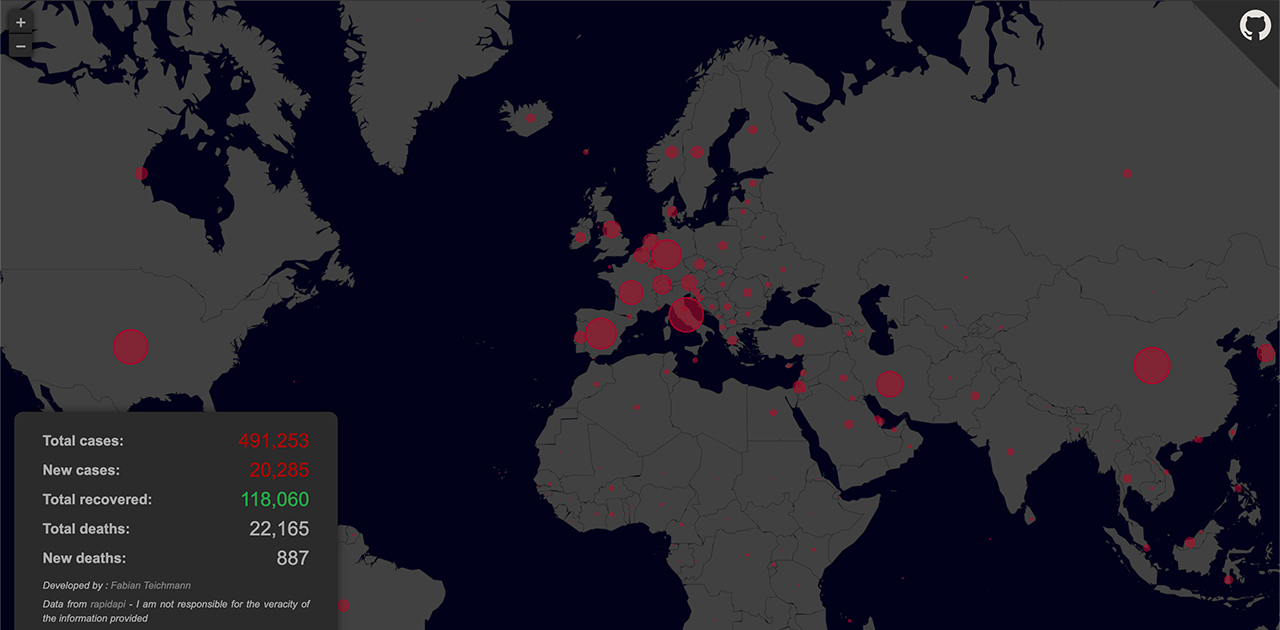 +
−
Total cases: 491,253
New cases: 20,285
Total recovered: 118,060
Total deaths: 22,165
New deaths: 887
Developed by : Fabian Teichmann
Data from rapidapi - I am not responsible for the veracity of
the information provided